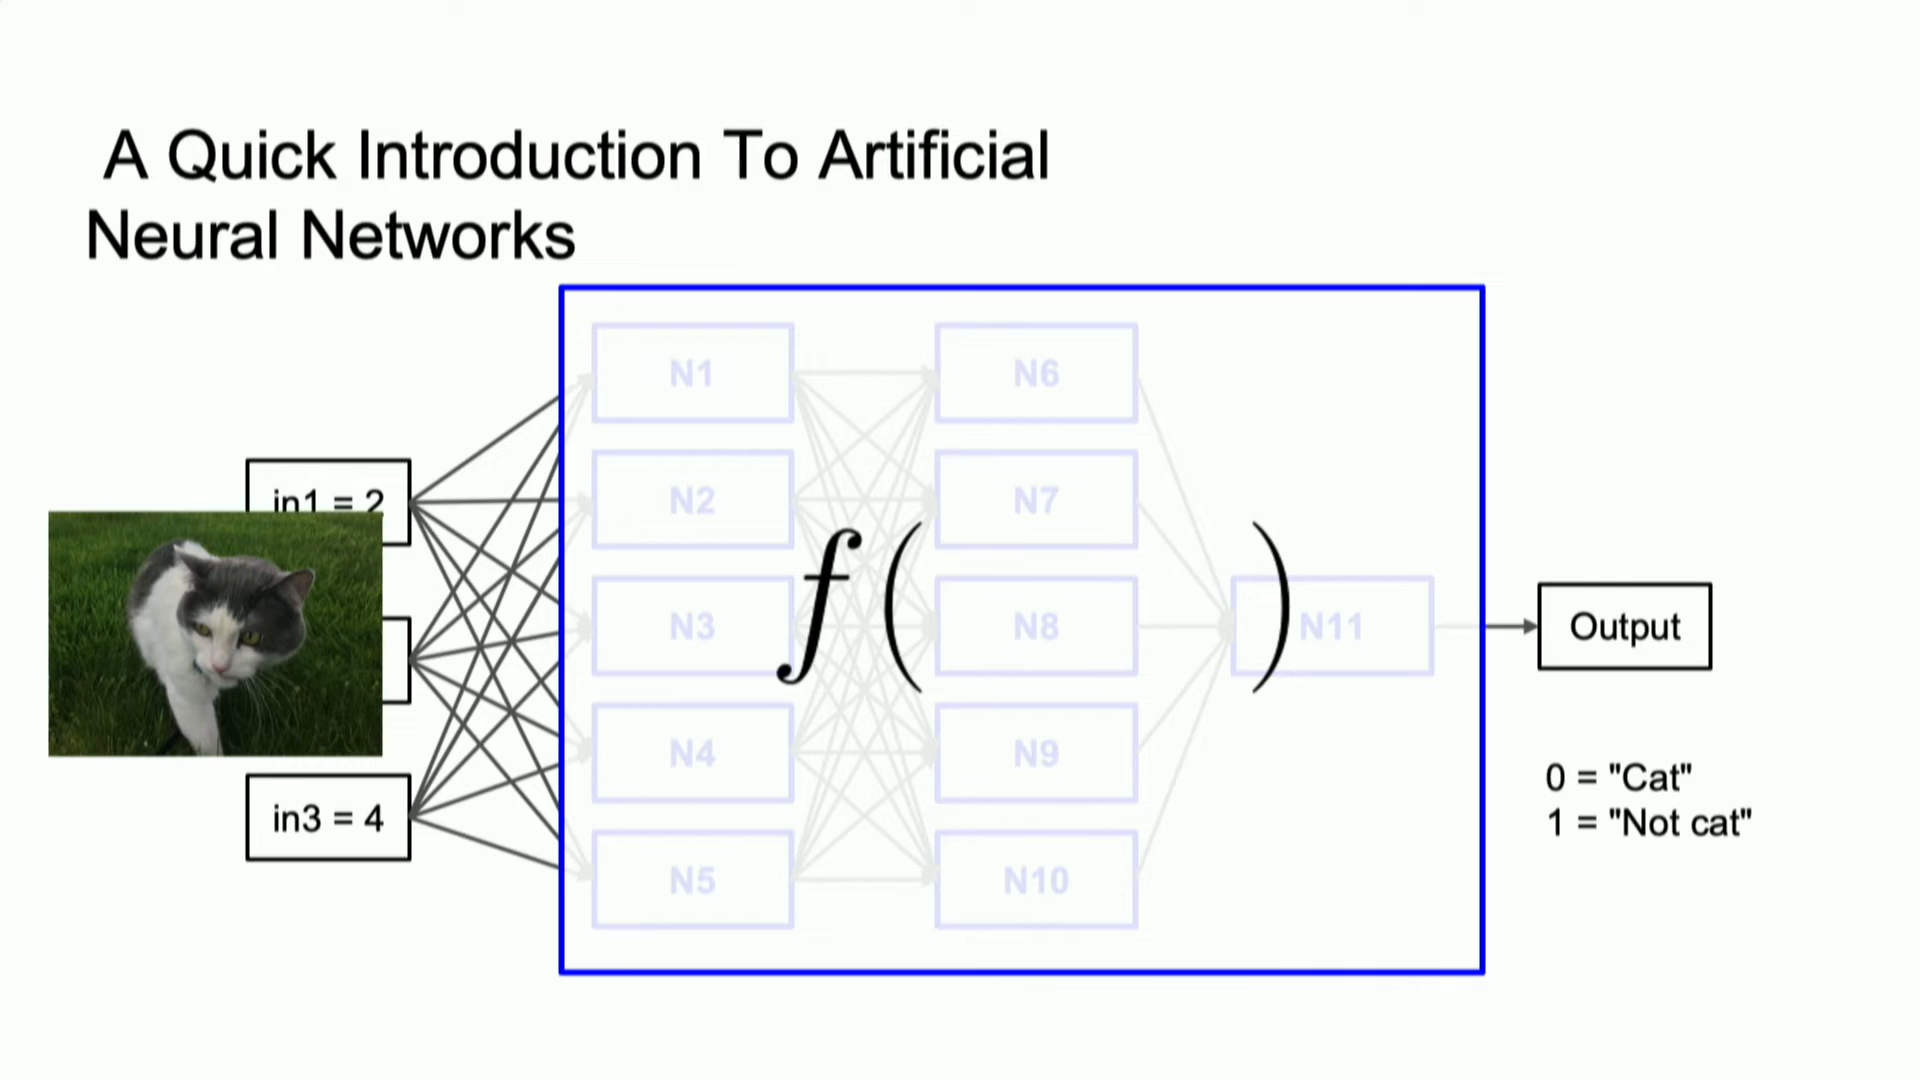 A Quick Introduction To Artificial
Neural Networks
N1
N6
in1 = 2
N2
N7
f( )
N3
N8
N11
Output
N4
N9
0 = "Cat"
1 = "Not cat"
in3 = 4
N5
N10